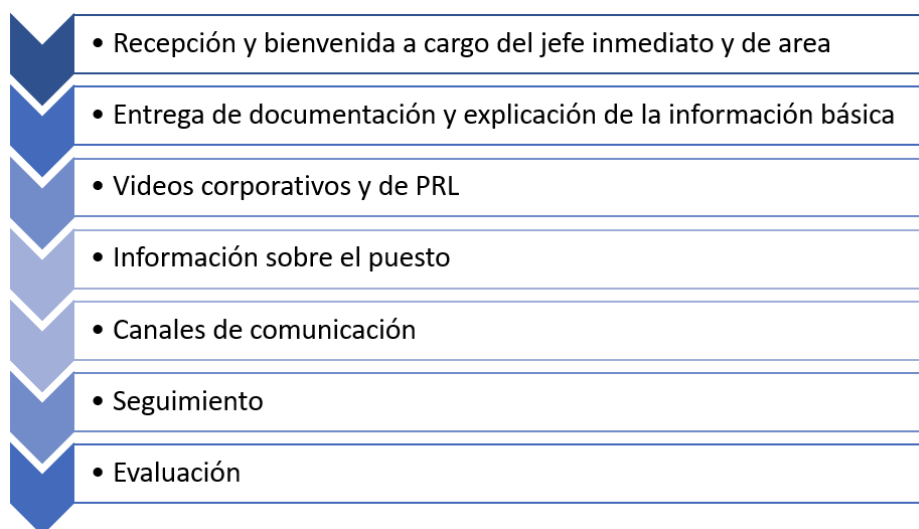 • Recepción y bienvenida a cargo del jefe inmediato y de area
• Entrega de documentación y explicación de la información básica
• Videos corporativos y de PRL
• Información sobre el puesto
• Canales de comunicación
• Seguimiento
• Evaluación